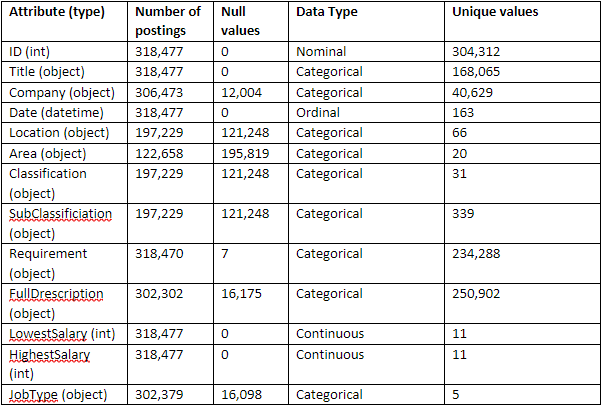 Attribute (type) Number of postings Null values Data Type Unique values
ID (int) 318,477 0 Nominal 304,312
Title (object) 318,477 0 Categorical 168,065
Company (object) 306,473 12,004 Categorical 40,629
Date (datetime) 318,477 0 Ordinal 163
Location (object) 197,229 121,248 Categorical 66
Area (object) 122,658 195,819 Categorical 20
Classification (object) 197,229 121,248 Categorical 31
SubClassificiation (object) 197,229 121,248 Categorical 339
Requirement (object) 318,470 7 Categorical 234,288
FullDrescription (object) 302,302 16,175 Categorical 250,902
LowestSalary (int) 318,477 0 Continuous 11
HighestSalary (int) 318,477 0 Continuous 11
JobType (object) 302,379 16,098 Categorical 5